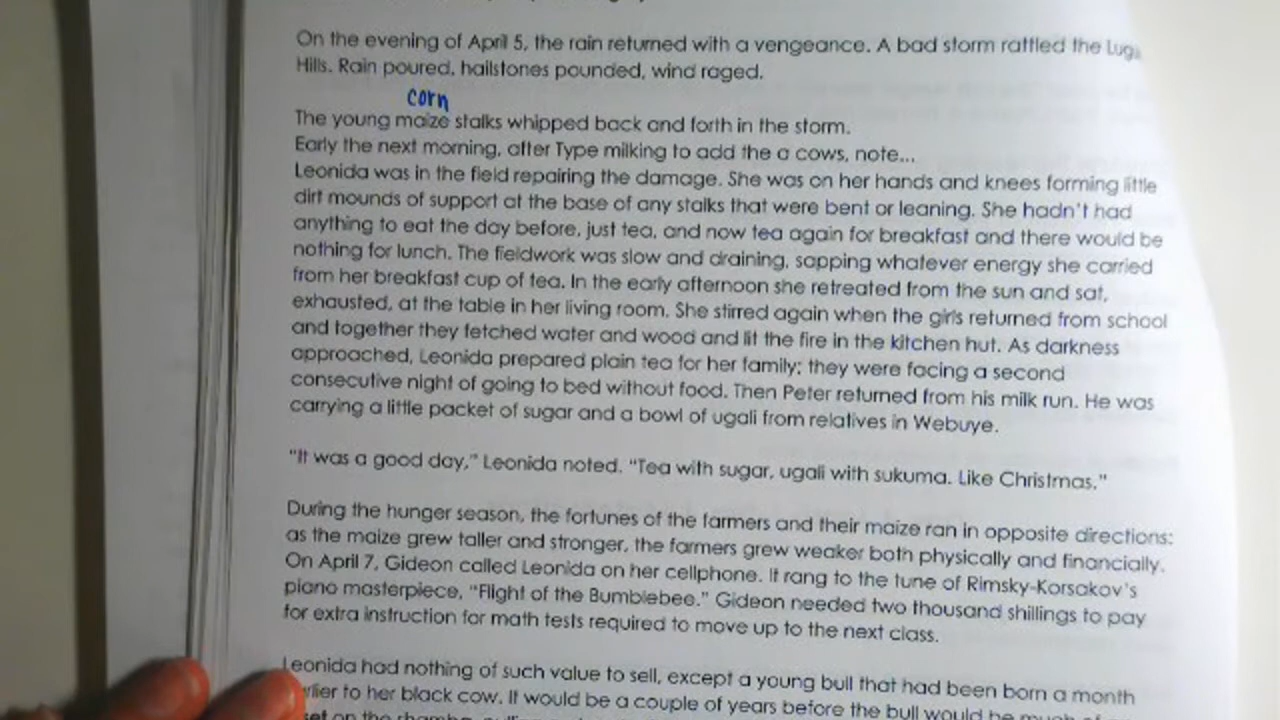 On the evening of April 5, the rain returned with a vengeance. A bad storm rattled the
Hills. Rain poured, hailstones pounded, wind raged.
corn
The young maize stalks whipped back and forth in the storm.
Early the next morning, after Type milking to add the a cows, note...
Leonida was in the field repairing the damage. She was on her hands and knees forming little
dirt mounds of support at the base of any stalks that were bent or leaning. She hadn't had
anything to eat the day before, just tea, and now tea again for breakfast and there would be
nothing for lunch. The fieldwork was slow and draining, sapping whatever energy she carried
from her breakfast cup of tea. In the early afternoon she retreated from the sun and sat,
exhausted, at the table in her living room. She stirred again when the girls returned from school
and together they fetched water and wood and lit the fire in the kitchen hut. As darkness
approached, Leonida prepared plain tea for her family; they were facing a second
consecutive night of going to bed without food. Then Peter returned from his milk run. He was
carrying a little packet of sugar and a bowl of ugali from relatives in Webuye.
"It was a good day," Leonida noted. "Tea with sugar, ugali with sukuma. Like Christmas."
During the hunger season, the fortunes of the farmers and their maize ran in opposite directions:
as the maize grew taller and stronger, the farmers grew weaker both physically and financially.
On April 7, Gideon called Leonida on her cellphone. It rang to the tune of Rimsky-Korsakov's
piano masterpiece, "Flight of the Bumblebee." Gideon needed two thousand shillings to pay
for extra instruction for math tests required to move up to the next class.
Leonida had nothing of such value to sell, except a young bull that had been born a month
to her black cow. It would be a couple of years before the bull would be
on the